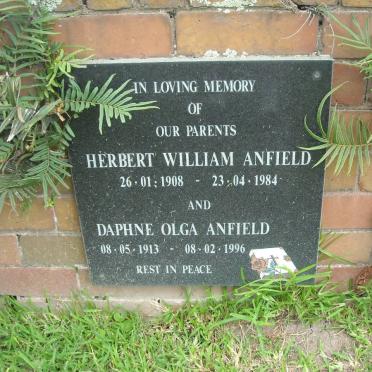 IN LOVING MEMORY
OF
OUR PARENTS
HERBERT WILLIAM ANFIELD
26·01·1908 - 23·04·1984
AND
DAPHNE OLGA ANFIELD
08·05·1913 - 08·02·1996
REST IN PEACE